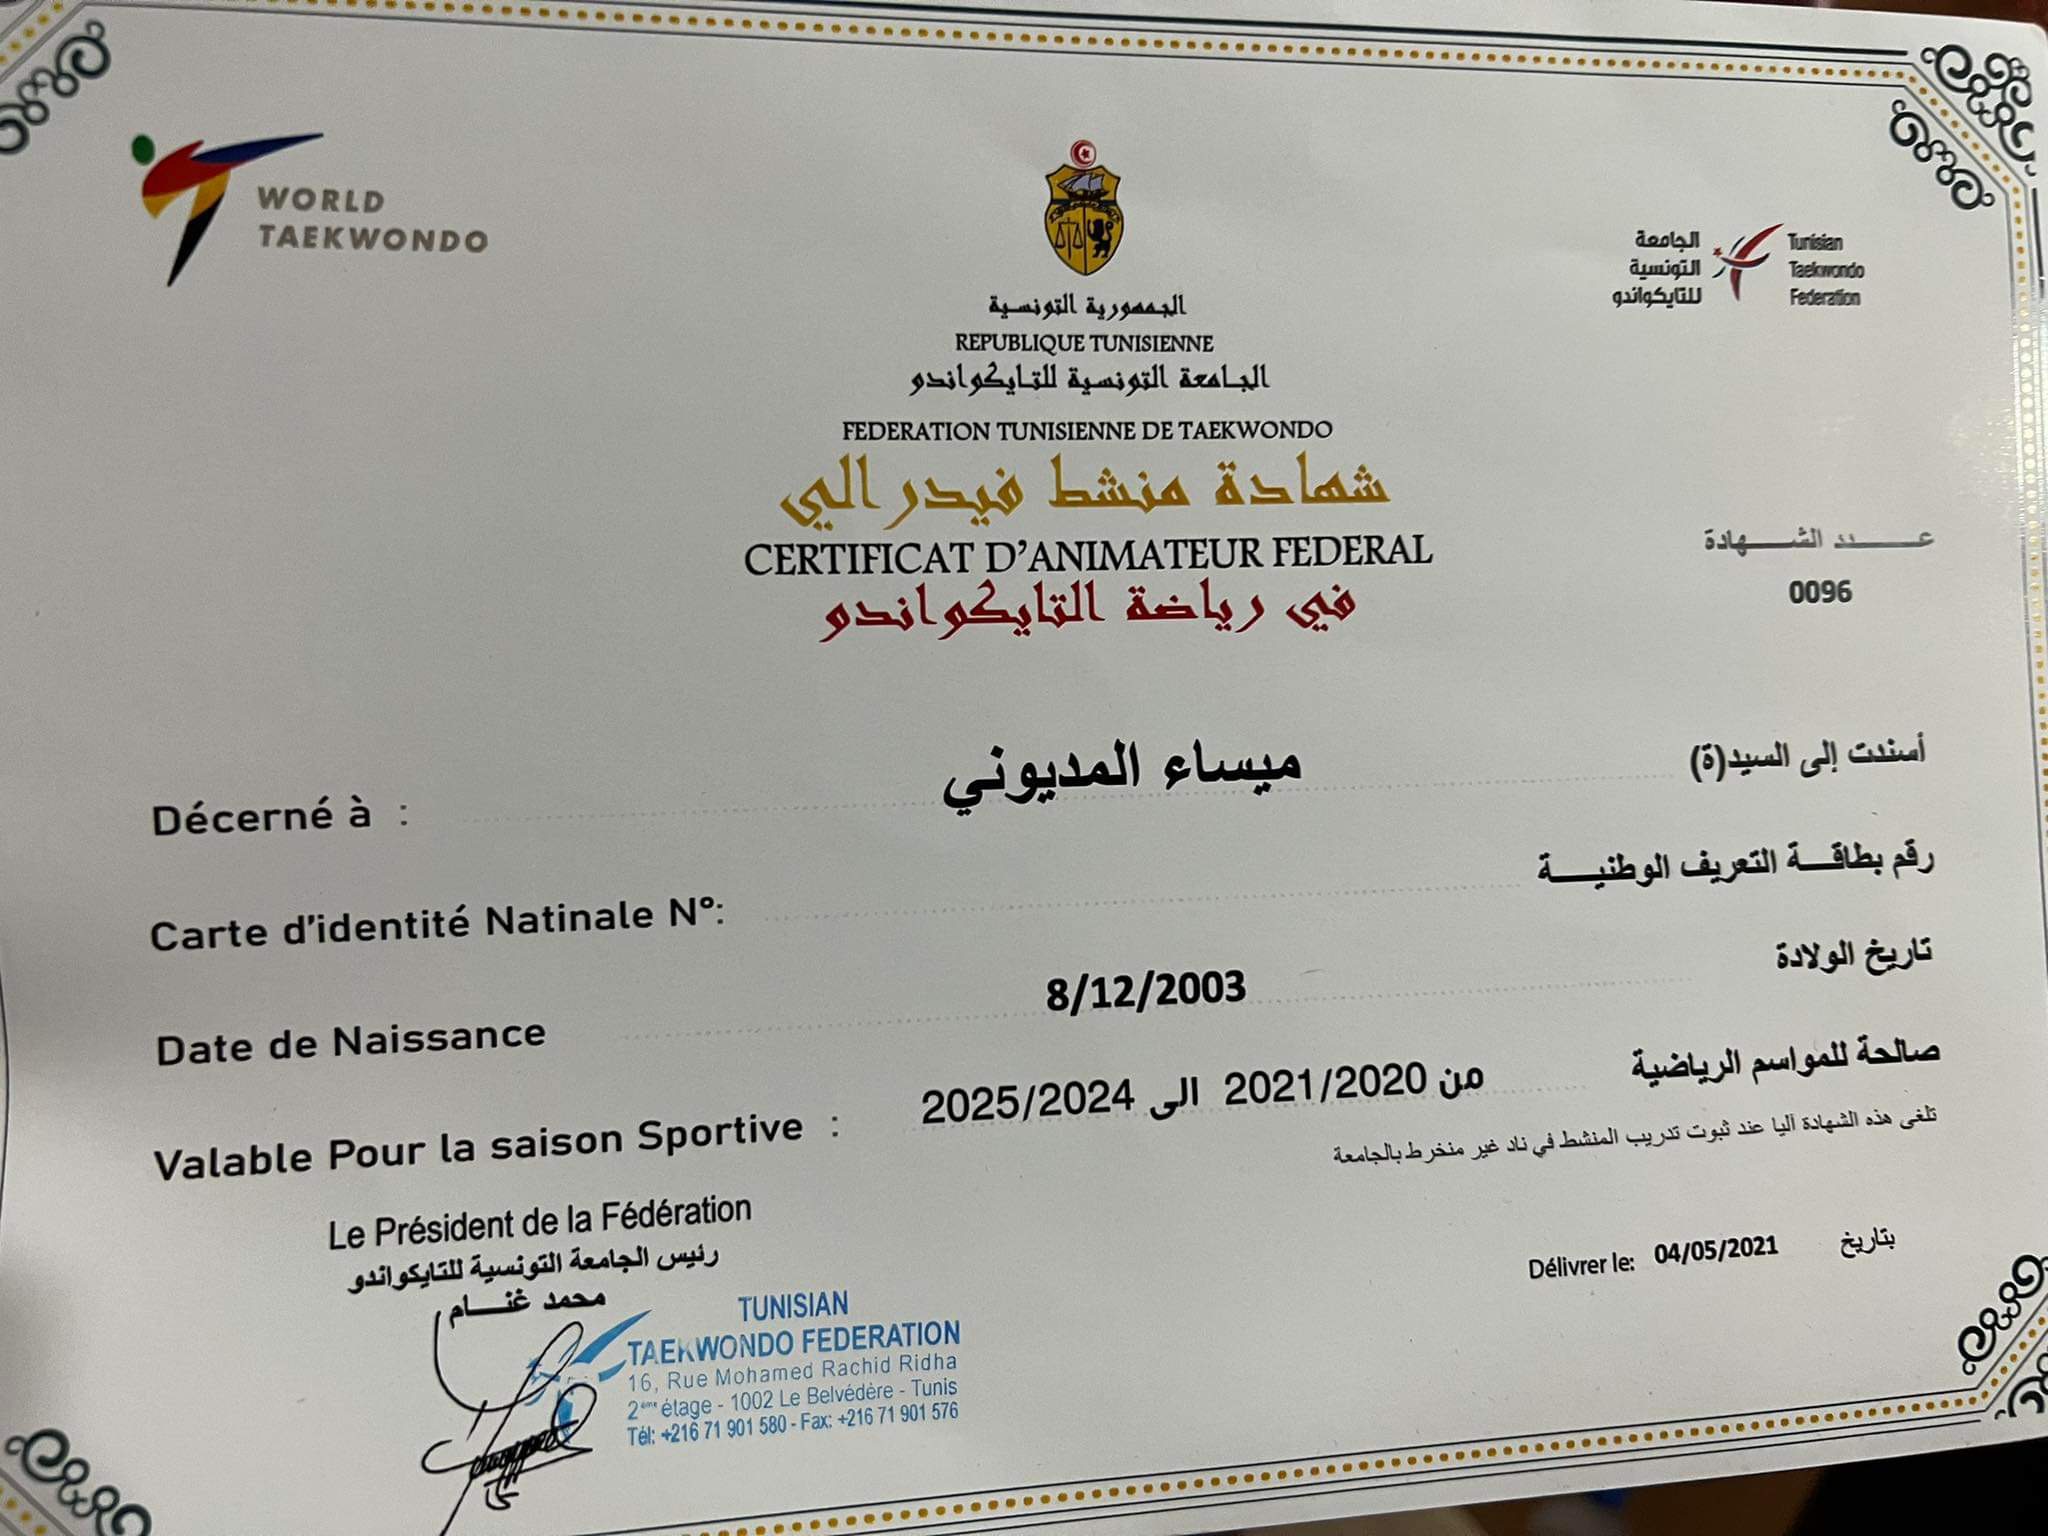 WORLD
TAEKWONDO
الجامعة
التونسية
للتايكواندو
Tunisian
Taekwondo
Federation
الجمهورية التونسية
REPUBLIQUE TUNISIENNE
الجامعة التونسية للتايكواندو
FEDERATION TUNISIENNE DE TAEKWONDO
شهادة منشط فيدرالي
CERTIFICAT D'ANIMATEUR FEDERAL
في رياضة التايكواندو
عـــــدد الشـــــهادة
0096
أسندت إلى السيد(ة) ميساء المديوني
Décerné à :
رقم بطاقـــة التعريف الوطنيـــــة
Carte d'identité Natinale N°:
تاريخ الولادة
8/12/2003
Date de Naissance
صالحة للمواسم الرياضية من 2021/2020 الى 2025/2024
Valable Pour la saison Sportive :
تلغى هذه الشهادة آليا عند ثبوت تدريب المنشط في ناد غير منخرط بالجامعة
Le Président de la Fédération
رئيس الجامعة التونسية للتايكواندو
محمد غنـــــام
Délivrer le: 04/05/2021 بتاريخ
TUNISIAN
TAEKWONDO FEDERATION
16, Rue Mohamed Rachid Ridha
2ème étage - 1002 Le Belvédère - Tunis
Tél: +216 71 901 580 - Fax: +216 71 901 576